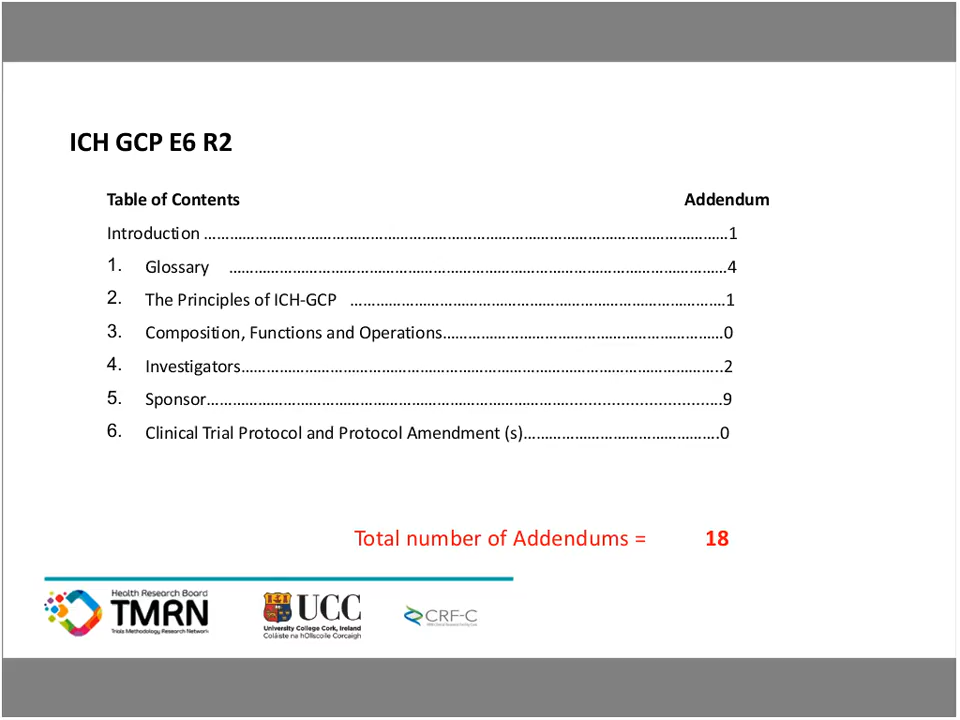 ICH GCP E6 R2
Table of Contents Addendum
Introduction ……………………………………………………………………………………………………………1
1. Glossary ………………………………………………………………………………………………………4
2. The Principles of ICH-GCP …………………………………………………………………………….1
3. Composition, Functions and Operations…………………………………………………………0
4. Investigators…………………………………………………………………………………………………..2
5. Sponsor…………………………………………………………………………..................................….9
6. Clinical Trial Protocol and Protocol Amendment (s)……………………………………….0
Total number of Addendums = 18
Health Research Board
TMRN
Trials Methodology Research Network
UCC
University College Cork, Ireland
Coláiste na hOllscoile Corcaigh
CRF-C